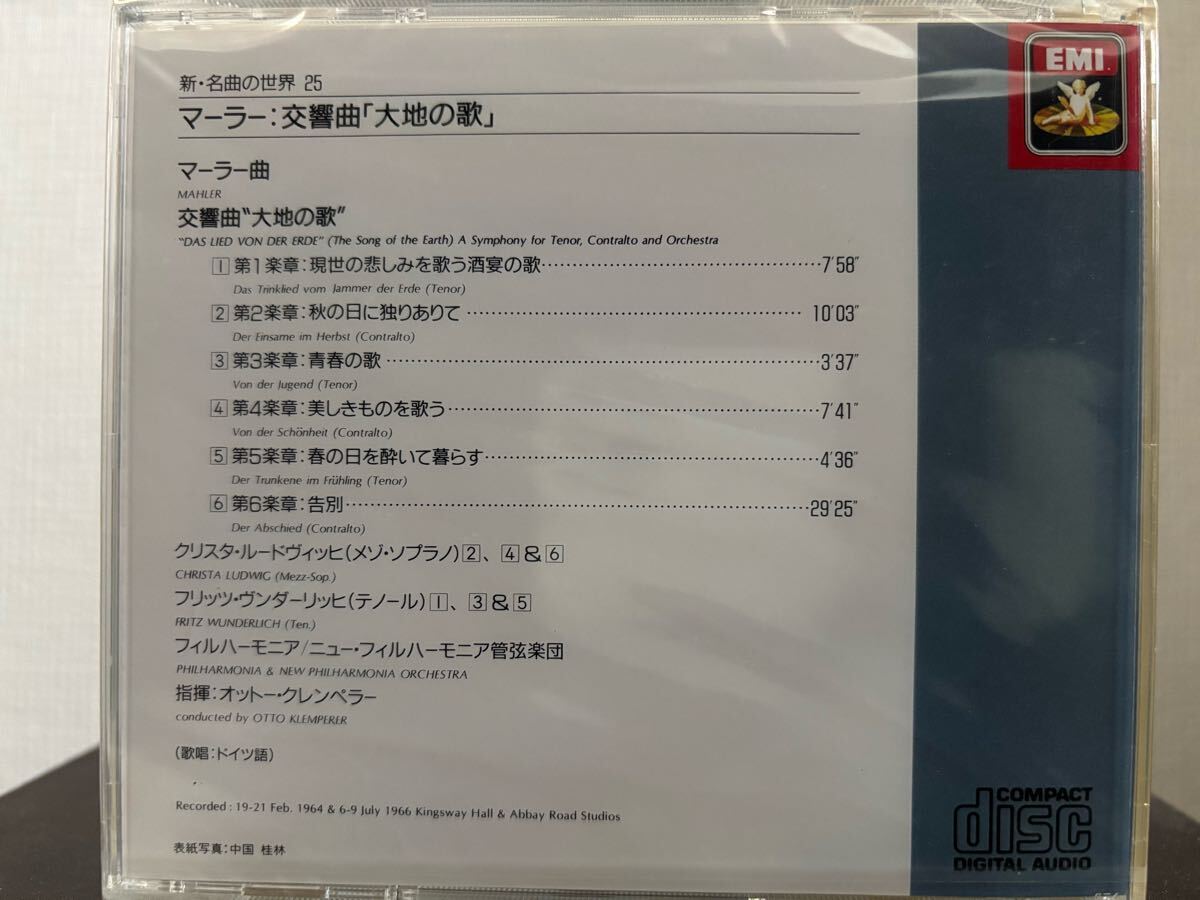 新・名曲の世界 25
マーラー：交響曲「大地の歌」
EMI
マーラー曲
MAHLER
交響曲“大地の歌”
"DAS LIED VON DER ERDE" (The Song of the Earth) A Symphony for Tenor, Contralto and Orchestra
1 第1楽章：現世の悲しみを歌う酒宴の歌……7′58″
Das Trinklied vom Jammer der Erde (Tenor)
2 第2楽章：秋の日に独りありて……10′03″
Der Einsame im Herbst (Contralto)
3 第3楽章：青春の歌……3′37″
Von der Jugend (Tenor)
4 第4楽章：美しきものを歌う……7′41″
Von der Schönheit (Contralto)
5 第5楽章：春の日を酔いて暮らす……4′36″
Der Trunkene im Frühling (Tenor)
6 第6楽章：告別……29′25″
Der Abschied (Contralto)
クリスタ・ルードヴィッヒ(メゾ・ソプラノ) 2、4 & 6
CHRISTA LUDWIG (Mezz-Sop.)
フリッツ・ヴンダーリッヒ(テノール) 1、3 & 5
FRITZ WUNDERLICH (Ten.)
フィルハーモニア/ニュー・フィルハーモニア管弦楽団
PHILHARMONIA & NEW PHILHARMONIA ORCHESTRA
指揮：オットー・クレンペラー
conducted by OTTO KLEMPERER
(歌唱：ドイツ語)
Recorded : 19-21 Feb. 1964 & 6-9 July 1966 Kingsway Hall & Abbay Road Studios
表紙写真：中国 桂林
COMPACT
disc
DIGITAL AUDIO